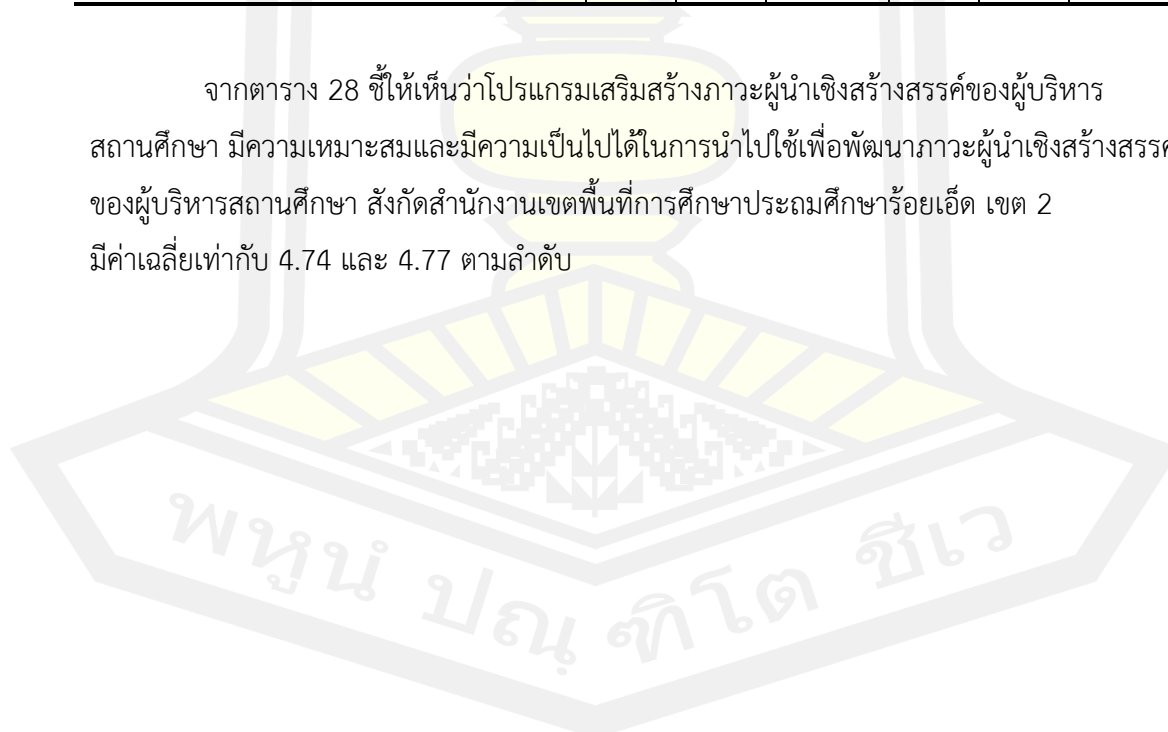 จากตาราง 28 ชี้ให้เห็นว่าโปรแกรมเสริมสร้างภาวะผู้นำเชิงสร้างสรรค์ของผู้บริหาร
สถานศึกษา มีความเหมาะสมและมีความเป็นไปได้ในการนำไปใช้เพื่อพัฒนาภาวะผู้นำเชิงสร้างสรรค์
ของผู้บริหารสถานศึกษา สังกัดสำนักงานเขตพื้นที่การศึกษาประถมศึกษาร้อยเอ็ด เขต 2
มีค่าเฉลี่ยเท่ากับ 4.74 และ 4.77 ตามลำดับ
พหูนํ ปณฺฑิโต ชีเว